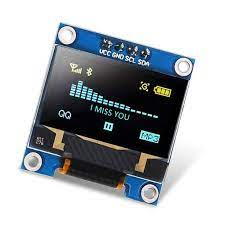 VCC GND SCL SDA
I MISS YOU
QQ
MP3